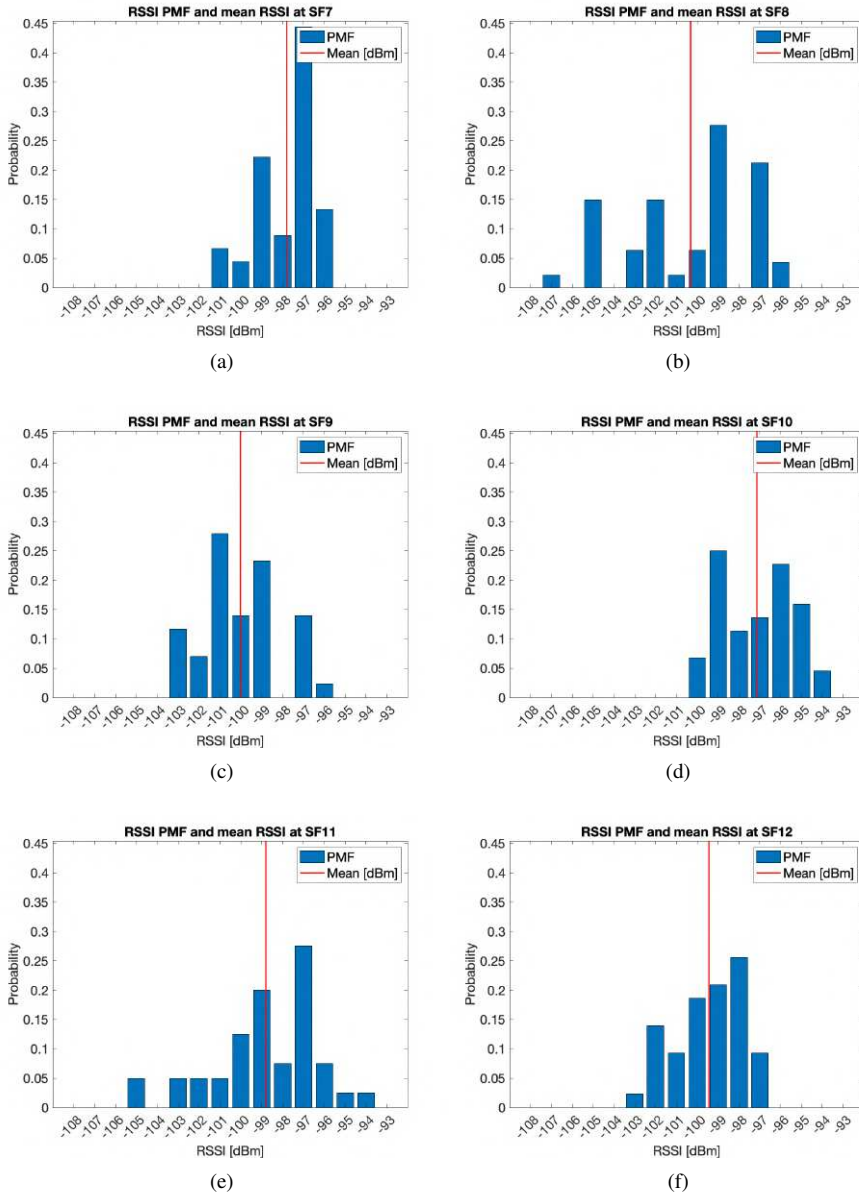 RSSI PMF and mean RSSI at SF7
0.45
0.4
0.35
0.3
0.25
0.2
0.15
0.1
0.05
0
Probability
PMF
Mean [dBm]
-108 -107 -106 -105 -104 -103 -102 -101 -100 -99 -98 -97 -96 -95 -94 -93
RSSI [dBm]
(a)
RSSI PMF and mean RSSI at SF8
0.45
0.4
0.35
0.3
0.25
0.2
0.15
0.1
0.05
0
Probability
PMF
Mean [dBm]
-108 -107 -106 -105 -104 -103 -102 -101 -100 -99 -98 -97 -96 -95 -94 -93
RSSI [dBm]
(b)
RSSI PMF and mean RSSI at SF9
0.45
0.4
0.35
0.3
0.25
0.2
0.15
0.1
0.05
0
Probability
PMF
Mean [dBm]
-108 -107 -106 -105 -104 -103 -102 -101 -100 -99 -98 -97 -96 -95 -94 -93
RSSI [dBm]
(c)
RSSI PMF and mean RSSI at SF10
0.45
0.4
0.35
0.3
0.25
0.2
0.15
0.1
0.05
0
Probability
PMF
Mean [dBm]
-108 -107 -106 -105 -104 -103 -102 -101 -100 -99 -98 -97 -96 -95 -94 -93
RSSI [dBm]
(d)
RSSI PMF and mean RSSI at SF11
0.45
0.4
0.35
0.3
0.25
0.2
0.15
0.1
0.05
0
Probability
PMF
Mean [dBm]
-108 -107 -106 -105 -104 -103 -102 -101 -100 -99 -98 -97 -96 -95 -94 -93
RSSI [dBm]
(e)
RSSI PMF and mean RSSI at SF12
0.45
0.4
0.35
0.3
0.25
0.2
0.15
0.1
0.05
0
Probability
PMF
Mean [dBm]
-108 -107 -106 -105 -104 -103 -102 -101 -100 -99 -98 -97 -96 -95 -94 -93
RSSI [dBm]
(f)